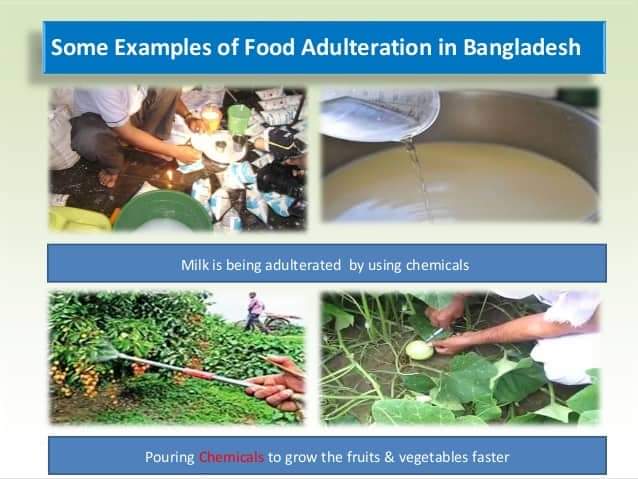 Some Examples of Food Adulteration in Bangladesh
Milk is being adulterated by using chemicals
Pouring Chemicals to grow the fruits & vegetables faster